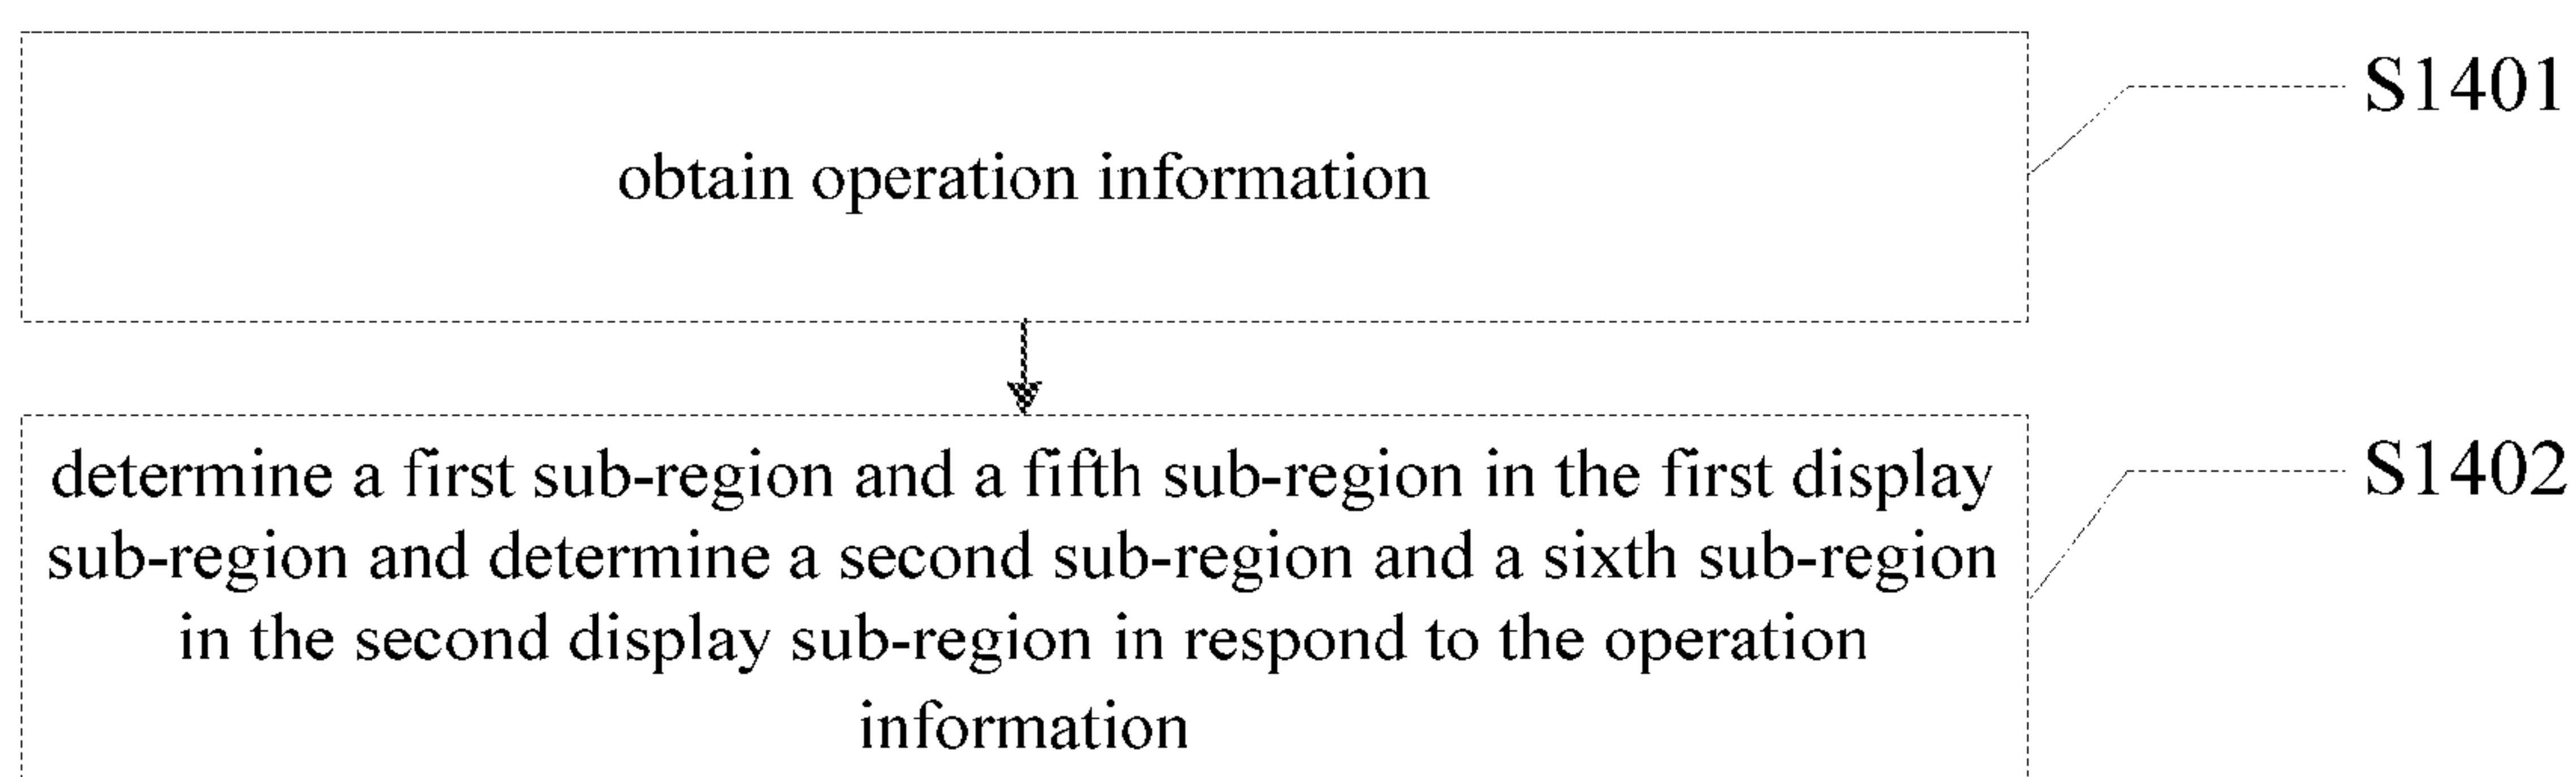 S1401
obtain operation information
determine a first sub-region and a fifth sub-region in the first display
S1402
sub-region and determine a second sub-region and a sixth sub-region
in the second display sub-region in respond to the operation
information